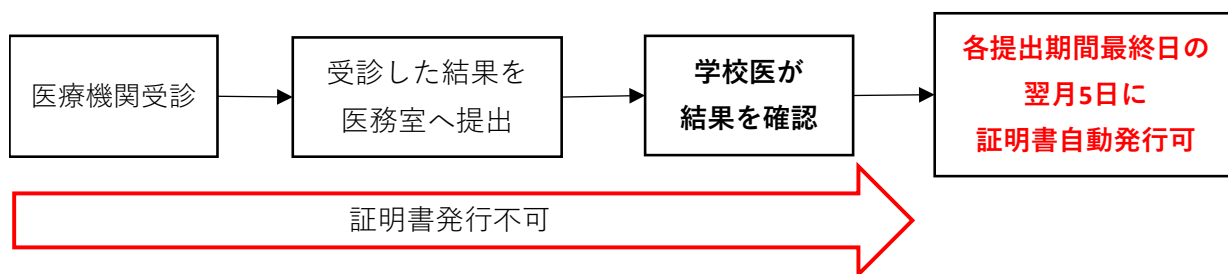 医療機関受診
受診した結果を
医務室へ提出
学校医が
結果を確認
各提出期間最終日の
翌月5日に
証明書自動発行可
証明書発行不可